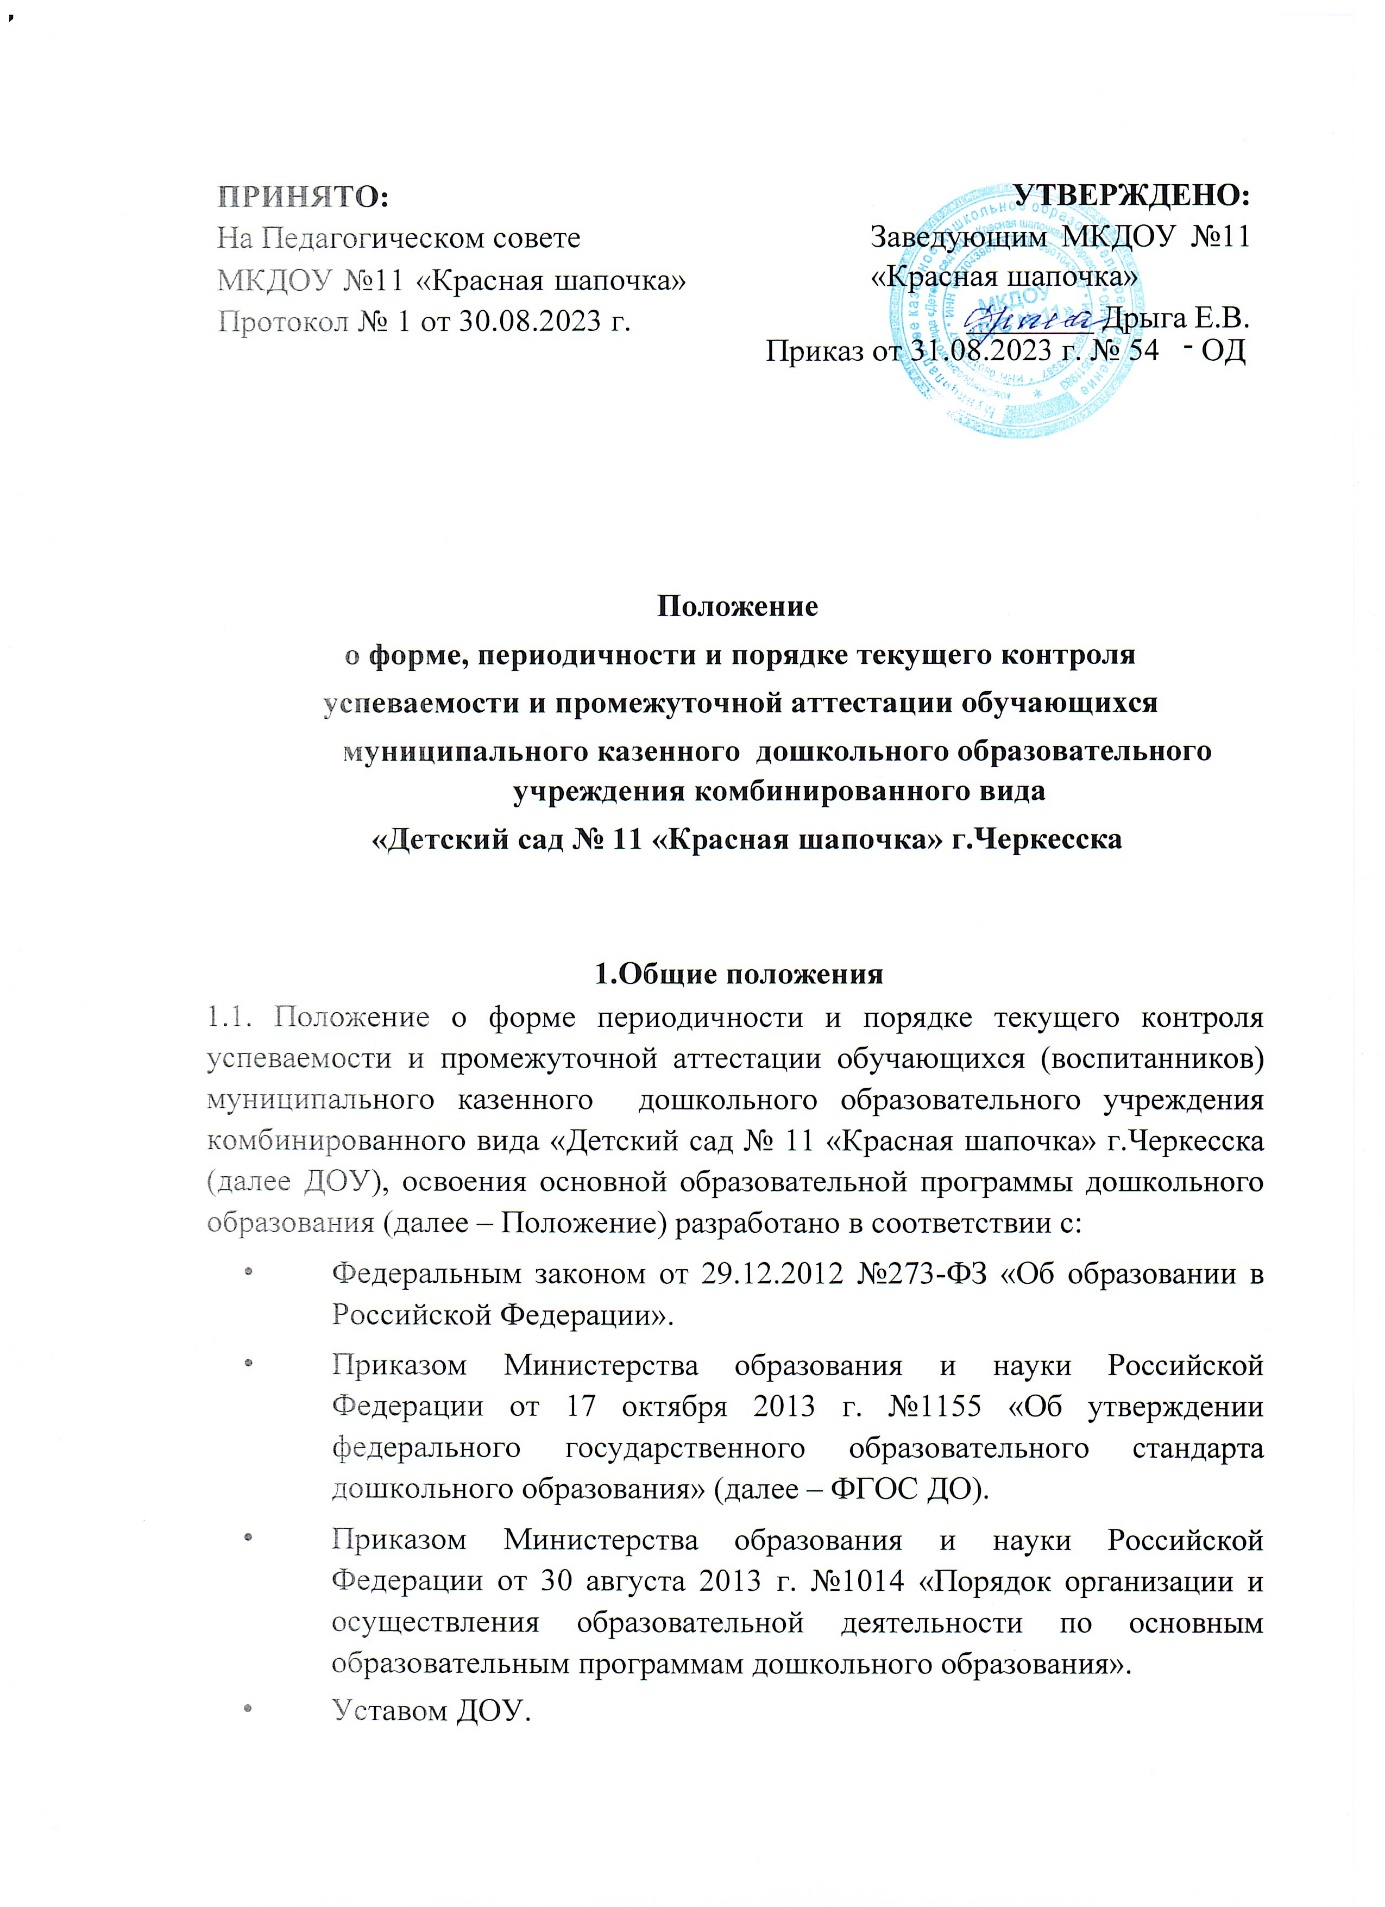 ПРИНЯТО:
На Педагогическом совете
МКДОУ №11 «Красная шапочка»
Протокол № 1 от 30.08.2023 г.
УТВЕРЖДЕНО:
Заведующим МКДОУ №11
«Красная шапочка»
Дрыга Е.В.
Приказ от 31.08.2023 г. № 54 - ОД
МКДОУ
Положение
о форме, периодичности и порядке текущего контроля
успеваемости и промежуточной аттестации обучающихся
муниципального казенного дошкольного образовательного
учреждения комбинированного вида
«Детский сад № 11 «Красная шапочка» г.Черкесска
1.Общие положения
1.1. Положение о форме периодичности и порядке текущего контроля
успеваемости и промежуточной аттестации обучающихся (воспитанников)
муниципального казенного дошкольного образовательного учреждения
комбинированного вида «Детский сад № 11 «Красная шапочка» г.Черкесска
(далее ДОУ), освоения основной образовательной программы дошкольного
образования (далее – Положение) разработано в соответствии с:
• Федеральным законом от 29.12.2012 №273-ФЗ «Об образовании в
Российской Федерации».
• Приказом Министерства образования и науки Российской
Федерации от 17 октября 2013 г. №1155 «Об утверждении
федерального государственного образовательного стандарта
дошкольного образования» (далее – ФГОС ДО).
• Приказом Министерства образования и науки Российской
Федерации от 30 августа 2013 г. №1014 «Порядок организации и
осуществления образовательной деятельности по основным
образовательным программам дошкольного образования».
• Уставом ДОУ.